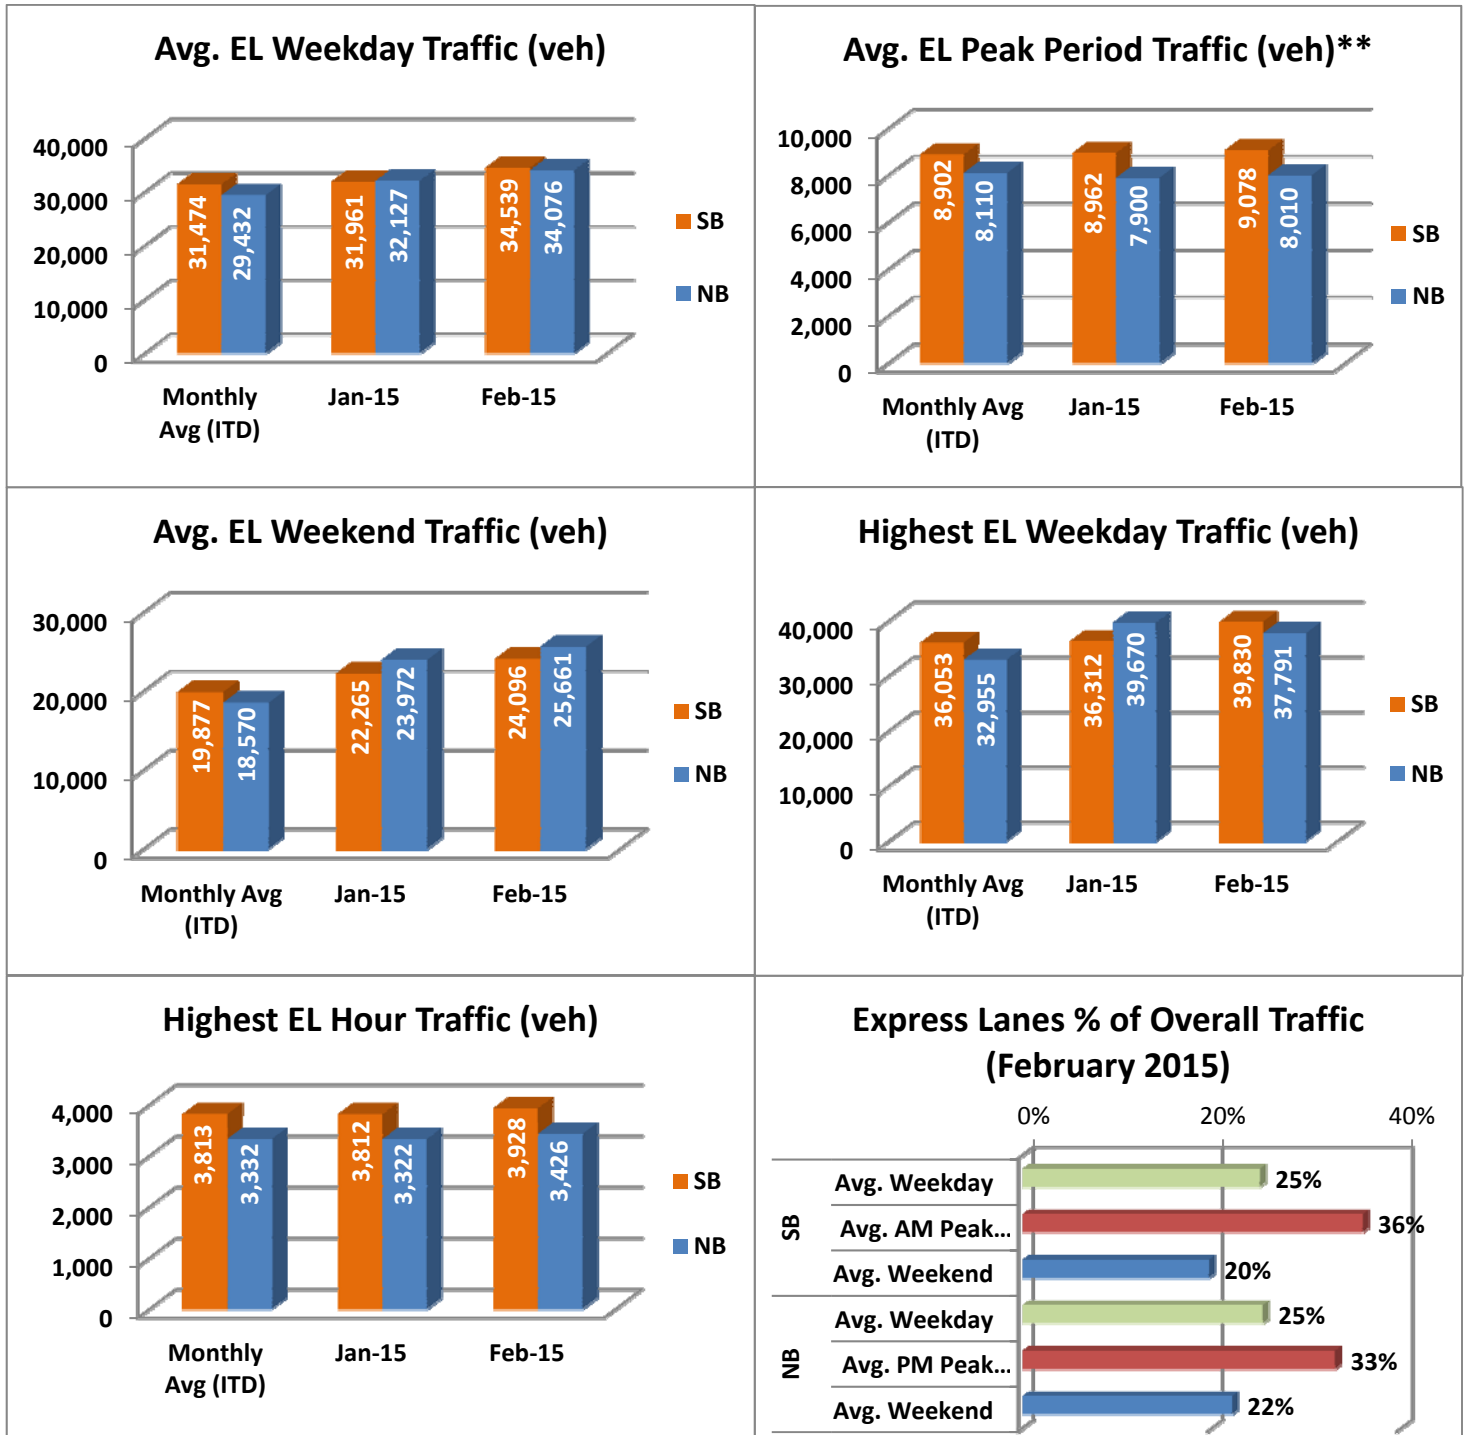 Avg. EL Weekday Traffic (veh)
40,000
30,000
20,000
10,000
0
31,474
29,432
31,961
32,127
34,539
34,076
Monthly
Avg (ITD)
Jan-15
Feb-15
SB
NB
Avg. EL Peak Period Traffic (veh)**
10,000
8,000
6,000
4,000
2,000
0
8,902
8,110
8,962
7,900
9,078
8,010
Monthly Avg
(ITD)
Jan-15
Feb-15
SB
NB
Avg. EL Weekend Traffic (veh)
30,000
20,000
10,000
0
19,877
18,570
22,265
23,972
24,096
25,661
Monthly Avg
(ITD)
Jan-15
Feb-15
SB
NB
Highest EL Weekday Traffic (veh)
40,000
30,000
20,000
10,000
0
36,053
32,955
36,312
39,670
39,830
37,791
Monthly Avg
(ITD)
Jan-15
Feb-15
SB
NB
Highest EL Hour Traffic (veh)
4,000
3,000
2,000
1,000
0
3,813
3,332
3,812
3,322
3,928
3,426
Monthly
Avg (ITD)
Jan-15
Feb-15
SB
NB
Express Lanes % of Overall Traffic
(February 2015)
0% 20% 40%
SB
Avg. Weekday 25%
Avg. AM Peak... 36%
Avg. Weekend 20%
NB
Avg. Weekday 25%
Avg. PM Peak... 33%
Avg. Weekend 22%